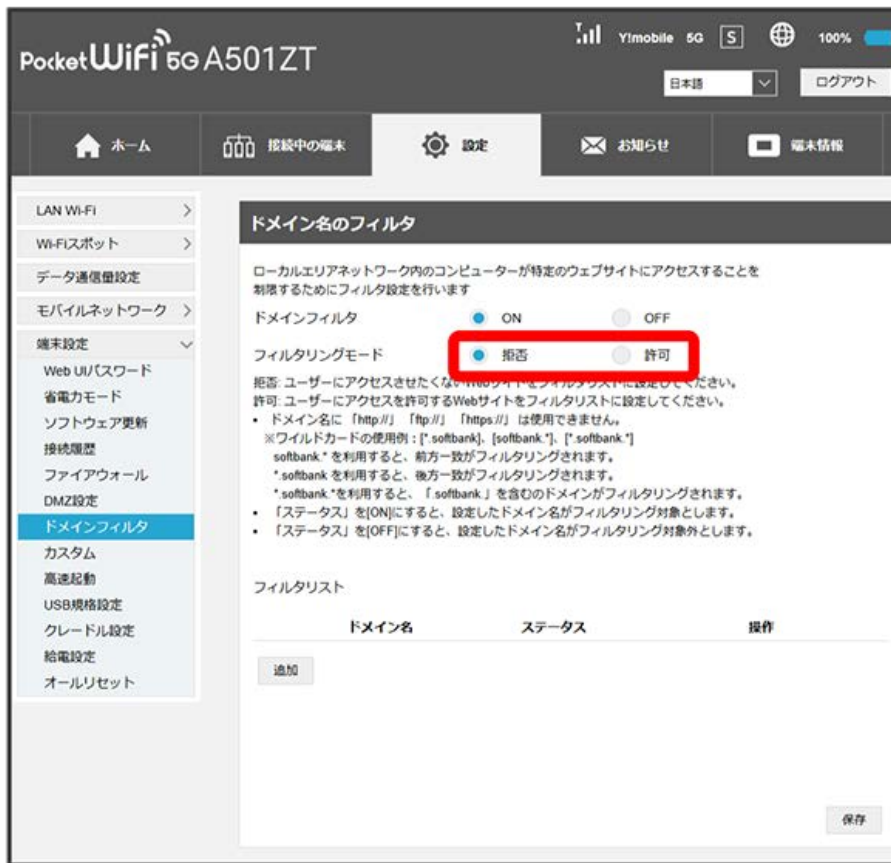 Pocket WiFi 5G A501ZT
Y!mobile 5G S 100%
日本語 ログアウト
ホーム 接続中の端末 設定 お知らせ 端末情報
LAN Wi-Fi
Wi-Fiスポット
データ通信量設定
モバイルネットワーク
端末設定
Web UIパスワード
省電力モード
ソフトウェア更新
接続履歴
ファイアウォール
DMZ設定
ドメインフィルタ
カスタム
高速起動
USB規格設定
クレードル設定
給電設定
オールリセット
ドメイン名のフィルタ
ローカルエリアネットワーク内のコンピューターが特定のウェブサイトにアクセスすることを
制限するためにフィルタ設定を行います
ドメインフィルタ ON OFF
フィルタリングモード 拒否 許可
拒否: ユーザーにアクセスさせたくないWebサイトをフィルタリストに設定してください。
許可: ユーザーにアクセスを許可するWebサイトをフィルタリストに設定してください。
• ドメイン名に 「http://」 「ftp://」 「https://」 は使用できません。
※ワイルドカードの使用例 : [*.softbank]、[softbank.*]、[*.softbank.*]
softbank.* を利用すると、前方一致がフィルタリングされます。
*.softbank を利用すると、後方一致がフィルタリングされます。
*.softbank.*を利用すると、「.softbank.」を含むのドメインがフィルタリングされます。
• 「ステータス」を[ON]にすると、設定したドメイン名がフィルタリング対象とします。
• 「ステータス」を[OFF]にすると、設定したドメイン名がフィルタリング対象外とします。
フィルタリスト
ドメイン名 ステータス 操作
追加
保存